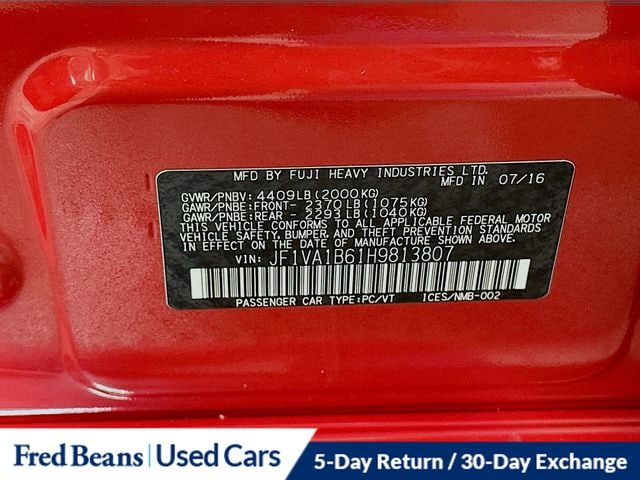 MFD BY FUJI HEAVY INDUSTRIES LTD.
MFD IN 07/16
GVWR/PNBV: 4409LB(2000KG)
GAWR/PNBE:FRONT- 2370LB(1075KG)
GAWR/PNBE:REAR - 2293LB(1040KG)
THIS VEHICLE CONFORMS TO ALL APPLICABLE FEDERAL MOTOR
VEHICLE SAFETY, BUMPER, AND THEFT PREVENTION STANDARDS
IN EFFECT ON THE DATE OF MANUFACTURE SHOWN ABOVE.
VIN: JF1VA1B61H9813807
PASSENGER CAR TYPE:PC/VT ICES/NMB-002
Fred Beans | Used Cars 5-Day Return / 30-Day Exchange